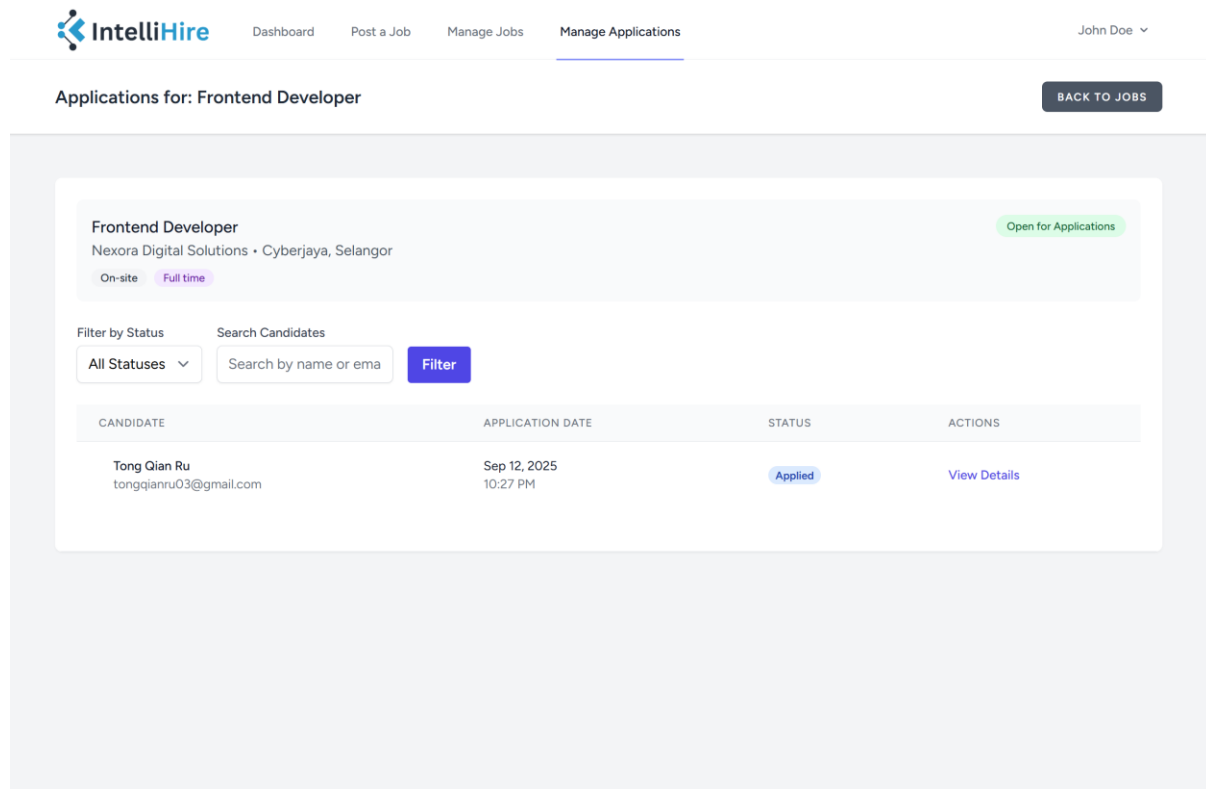 IntelliHire Dashboard Post a Job Manage Jobs Manage Applications John Doe
Applications for: Frontend Developer BACK TO JOBS
Frontend Developer Open for Applications
Nexora Digital Solutions • Cyberjaya, Selangor
On-site Full time
Filter by Status Search Candidates
All Statuses Search by name or ema Filter
CANDIDATE APPLICATION DATE STATUS ACTIONS
Tong Qian Ru Sep 12, 2025 Applied View Details
tongqianru03@gmail.com 10:27 PM